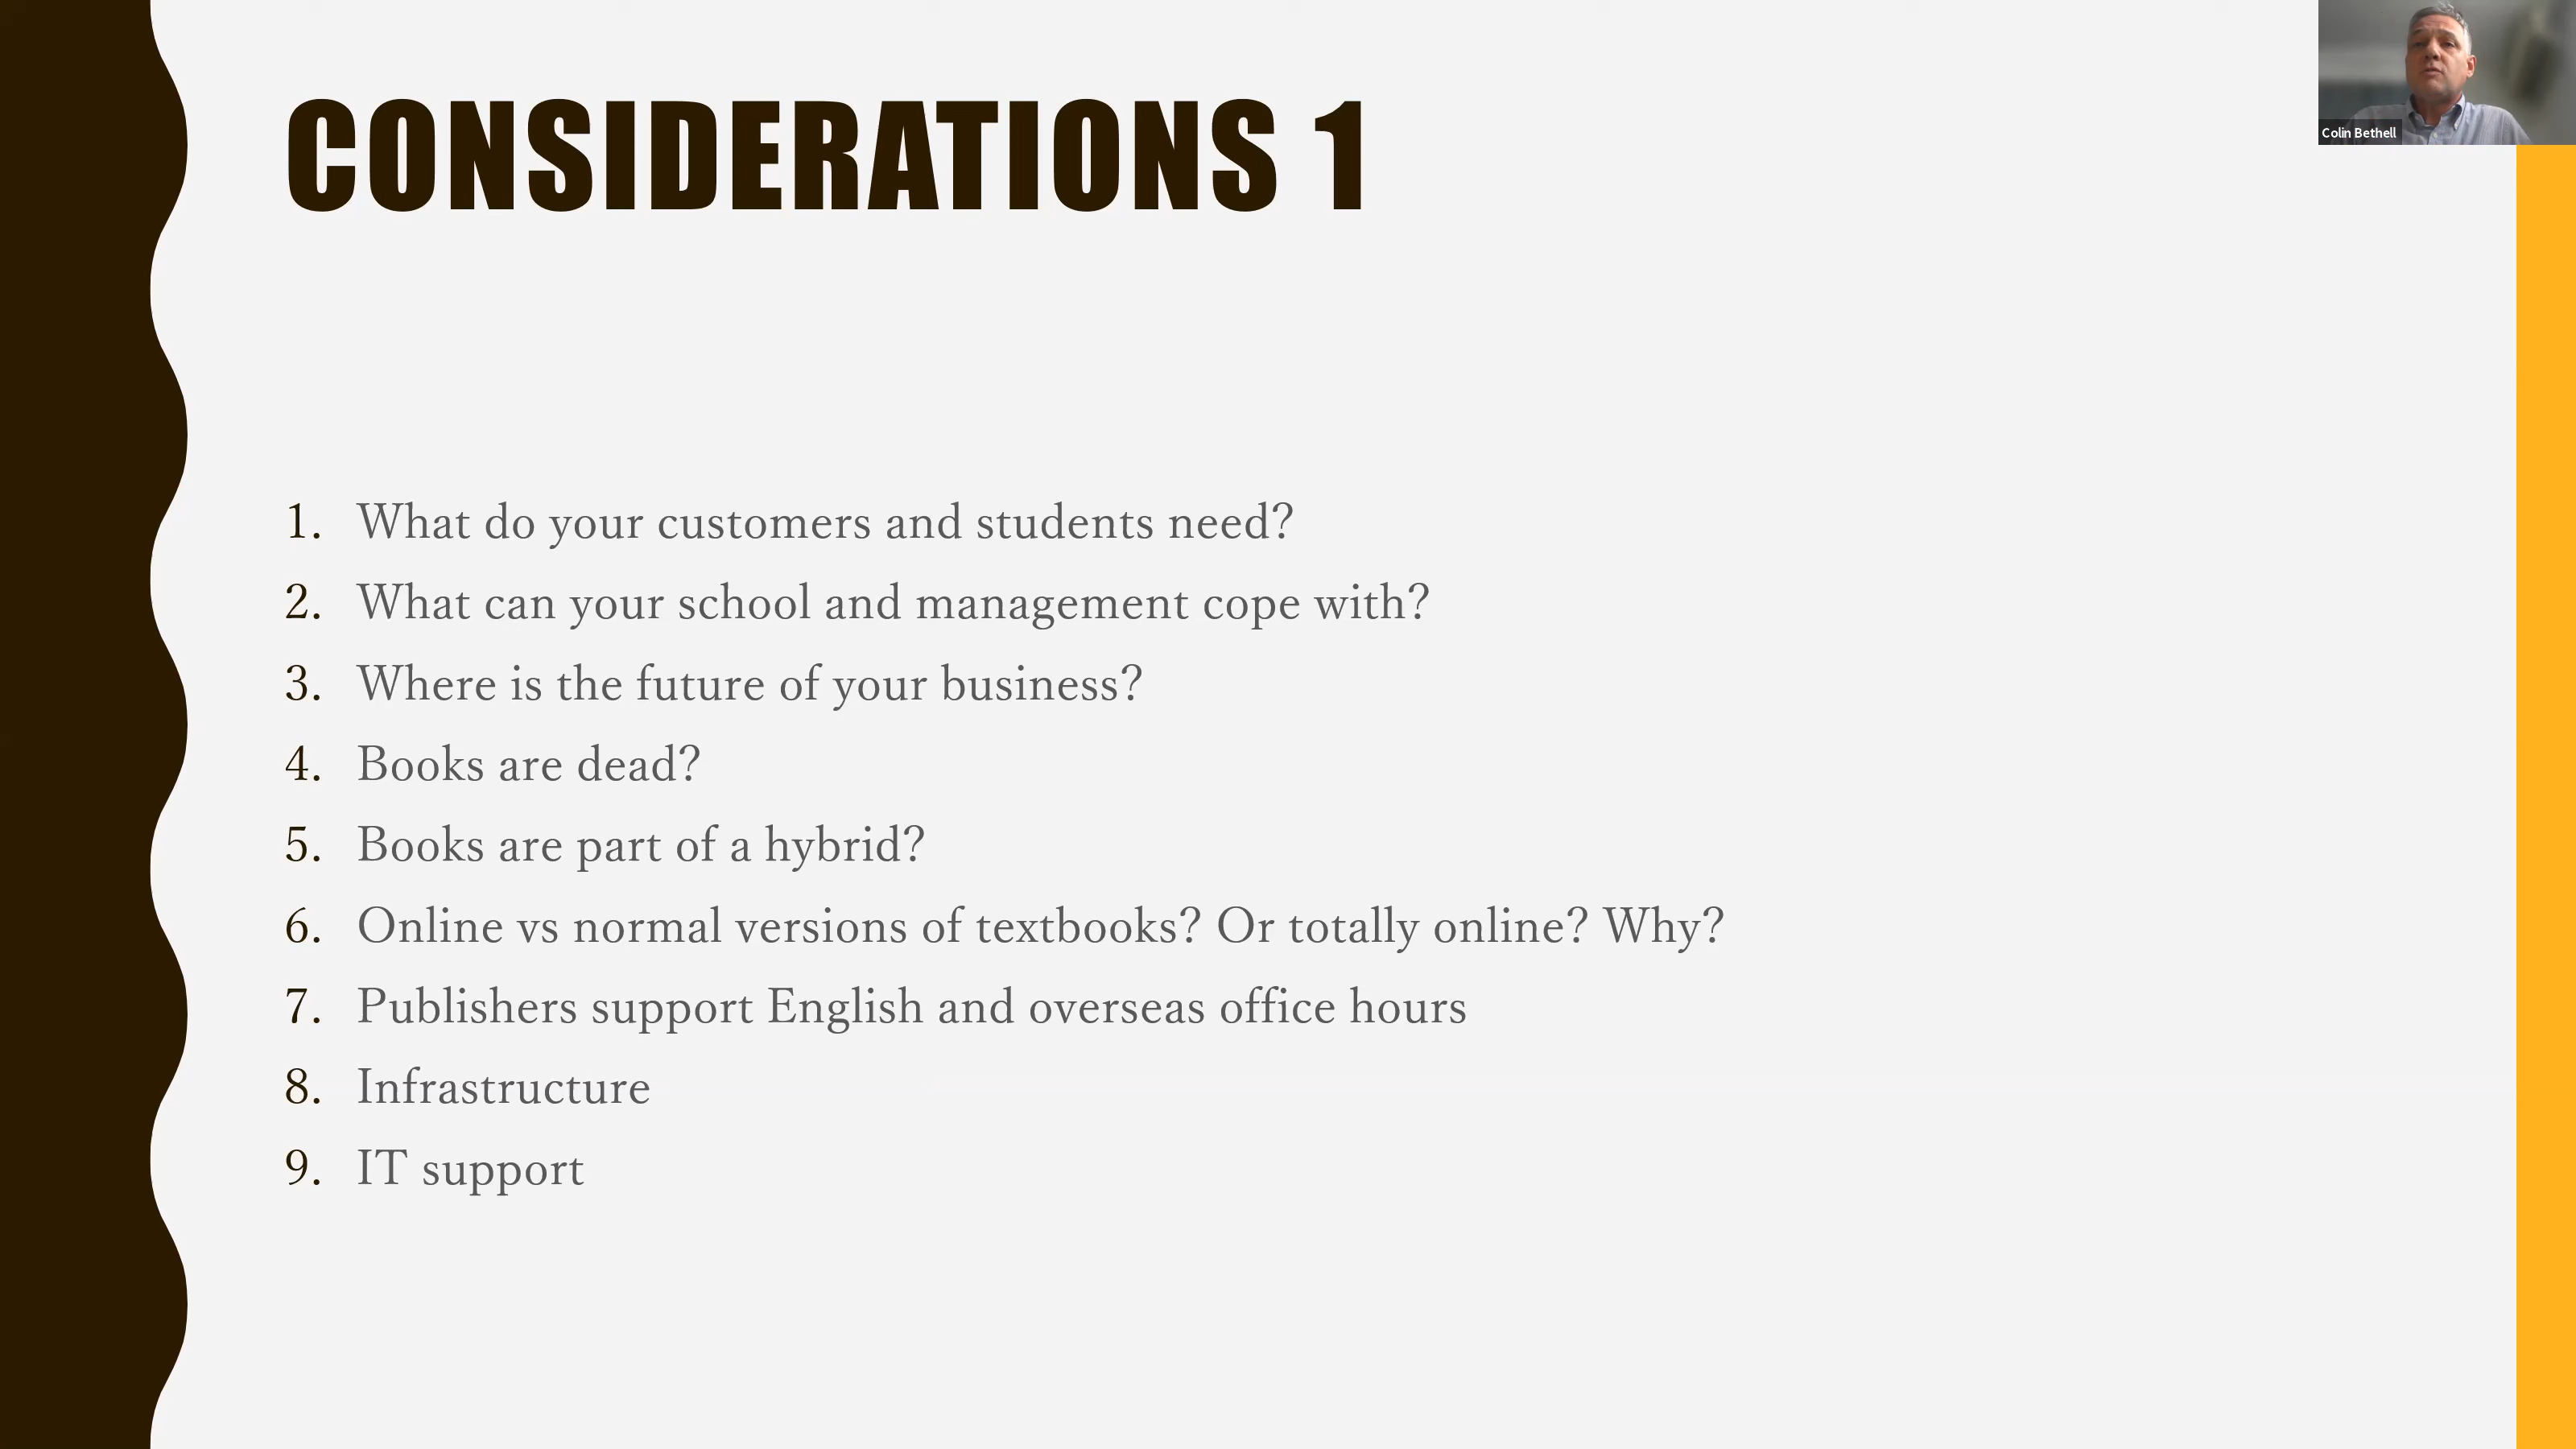 CONSIDERATIONS 1
Colin Bethell
1. What do your customers and students need?
2. What can your school and management cope with?
3. Where is the future of your business?
4. Books are dead?
5. Books are part of a hybrid?
6. Online vs normal versions of textbooks? Or totally online? Why?
7. Publishers support English and overseas office hours
8. Infrastructure
9. IT support